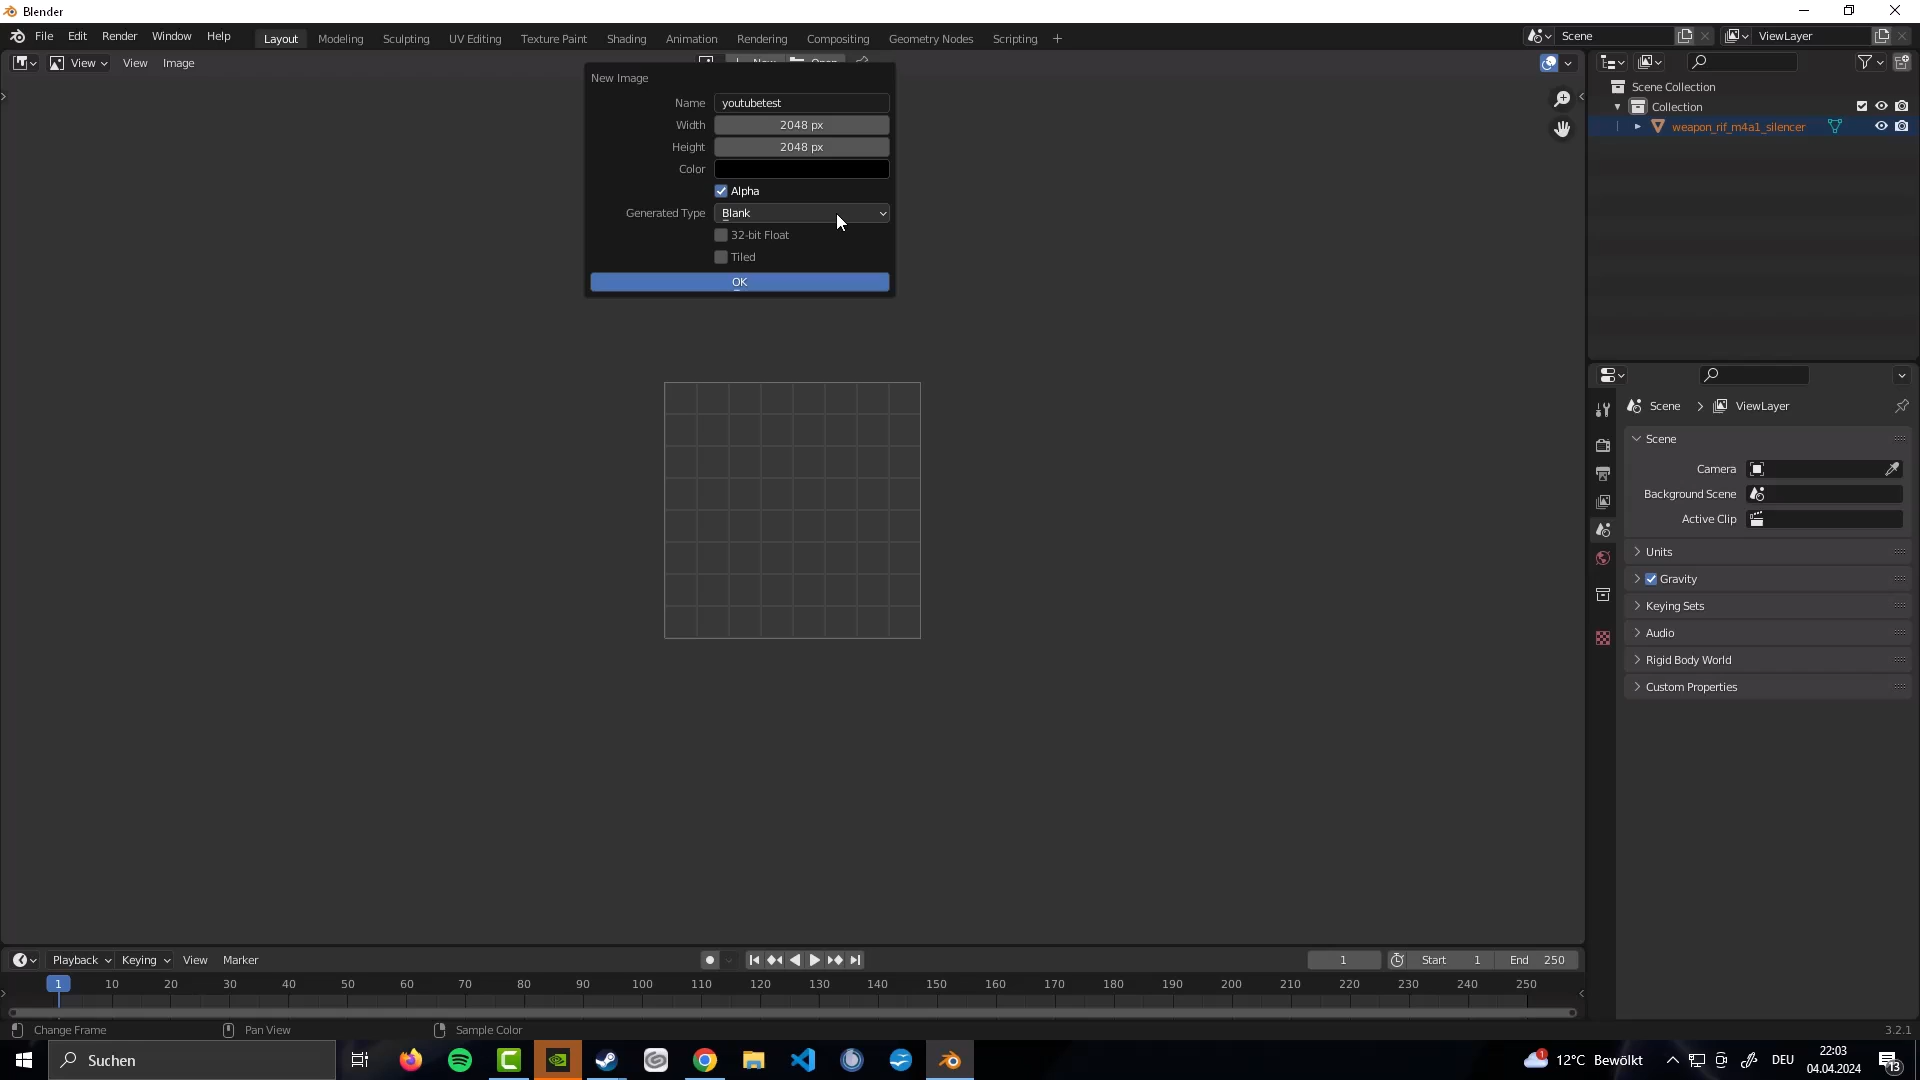 Blender
File Edit Render Window Help
Layout Modeling Sculpting UV Editing Texture Paint Shading Animation Rendering Compositing Geometry Nodes Scripting +
Scene
ViewLayer
View View Image
New Image
Name youtubetest
Width 2048 px
Height 2048 px
Color
Alpha
Generated Type Blank
32-bit Float
Tiled
OK
Scene Collection
Collection
weapon_rif_m4a1_silencer
Scene > ViewLayer
Scene
Camera
Background Scene
Active Clip
Units
Gravity
Keying Sets
Audio
Rigid Body World
Custom Properties
Playback Keying View Marker
1 Start 1 End 250
1 10 20 30 40 50 60 70 80 90 100 110 120 130 140 150 160 170 180 190 200 210 220 230 240 250
Change Frame Pan View Sample Color 3.2.1
Suchen
1 12°C Bewölkt DEU 22:03
04.04.2024 13